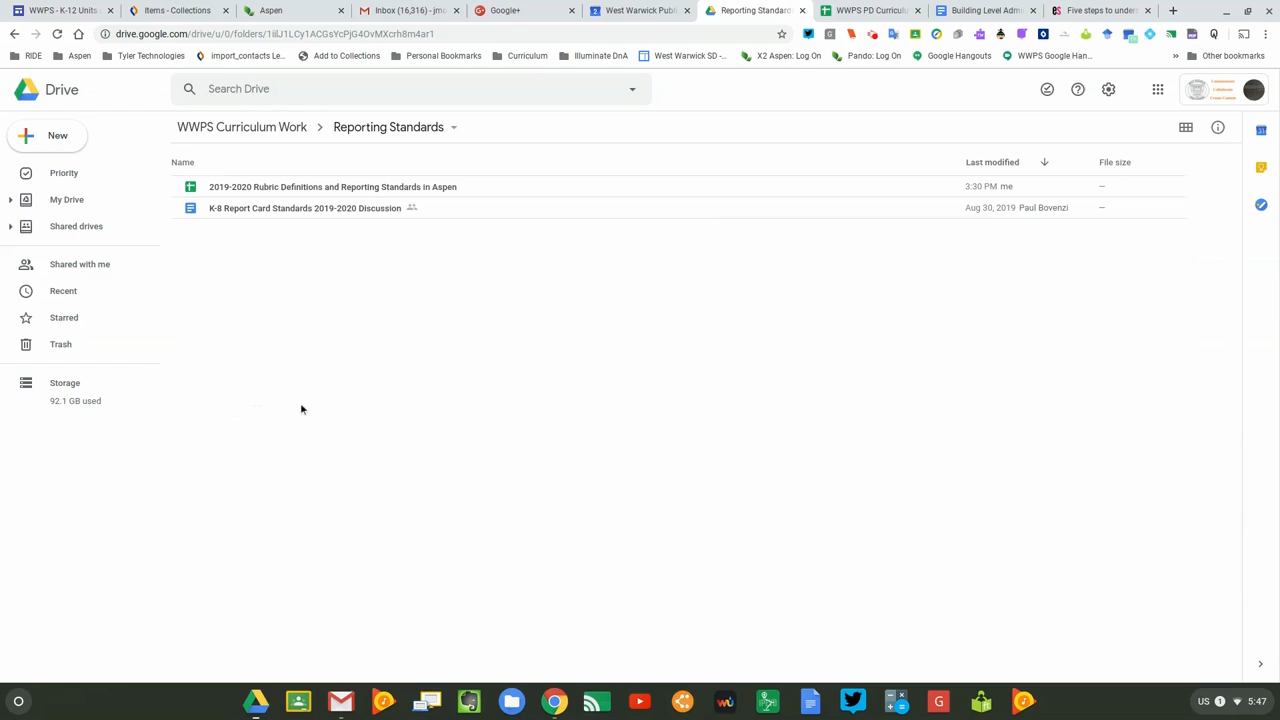 WWPS - K-12 Units
Items - Collections
Aspen
Inbox (16,316) - jmo
Google+
West Warwick Publ
Reporting Standard
WWPS PD Curriculu
Building Level Admi
Five steps to unders
drive.google.com/drive/u/0/folders/1iilJ1LCy1ACGsYcPjG4OvMXcrh8m4ar1
RIDE
Aspen
Tyler Technologies
import_contacts Le...
Add to Collections
Personal Bookmarks
Curriculum
Illuminate DnA
West Warwick SD -...
X2 Aspen: Log On
Pando: Log On
Google Hangouts
WWPS Google Han...
Other bookmarks
Drive
Search Drive
New
WWPS Curriculum Work > Reporting Standards
Name
Last modified
File size
2019-2020 Rubric Definitions and Reporting Standards in Aspen
3:30 PM me
—
K-8 Report Card Standards 2019-2020 Discussion
Aug 30, 2019 Paul Bovenzi
—
Priority
My Drive
Shared drives
Shared with me
Recent
Starred
Trash
Storage
92.1 GB used
US 1 5:47